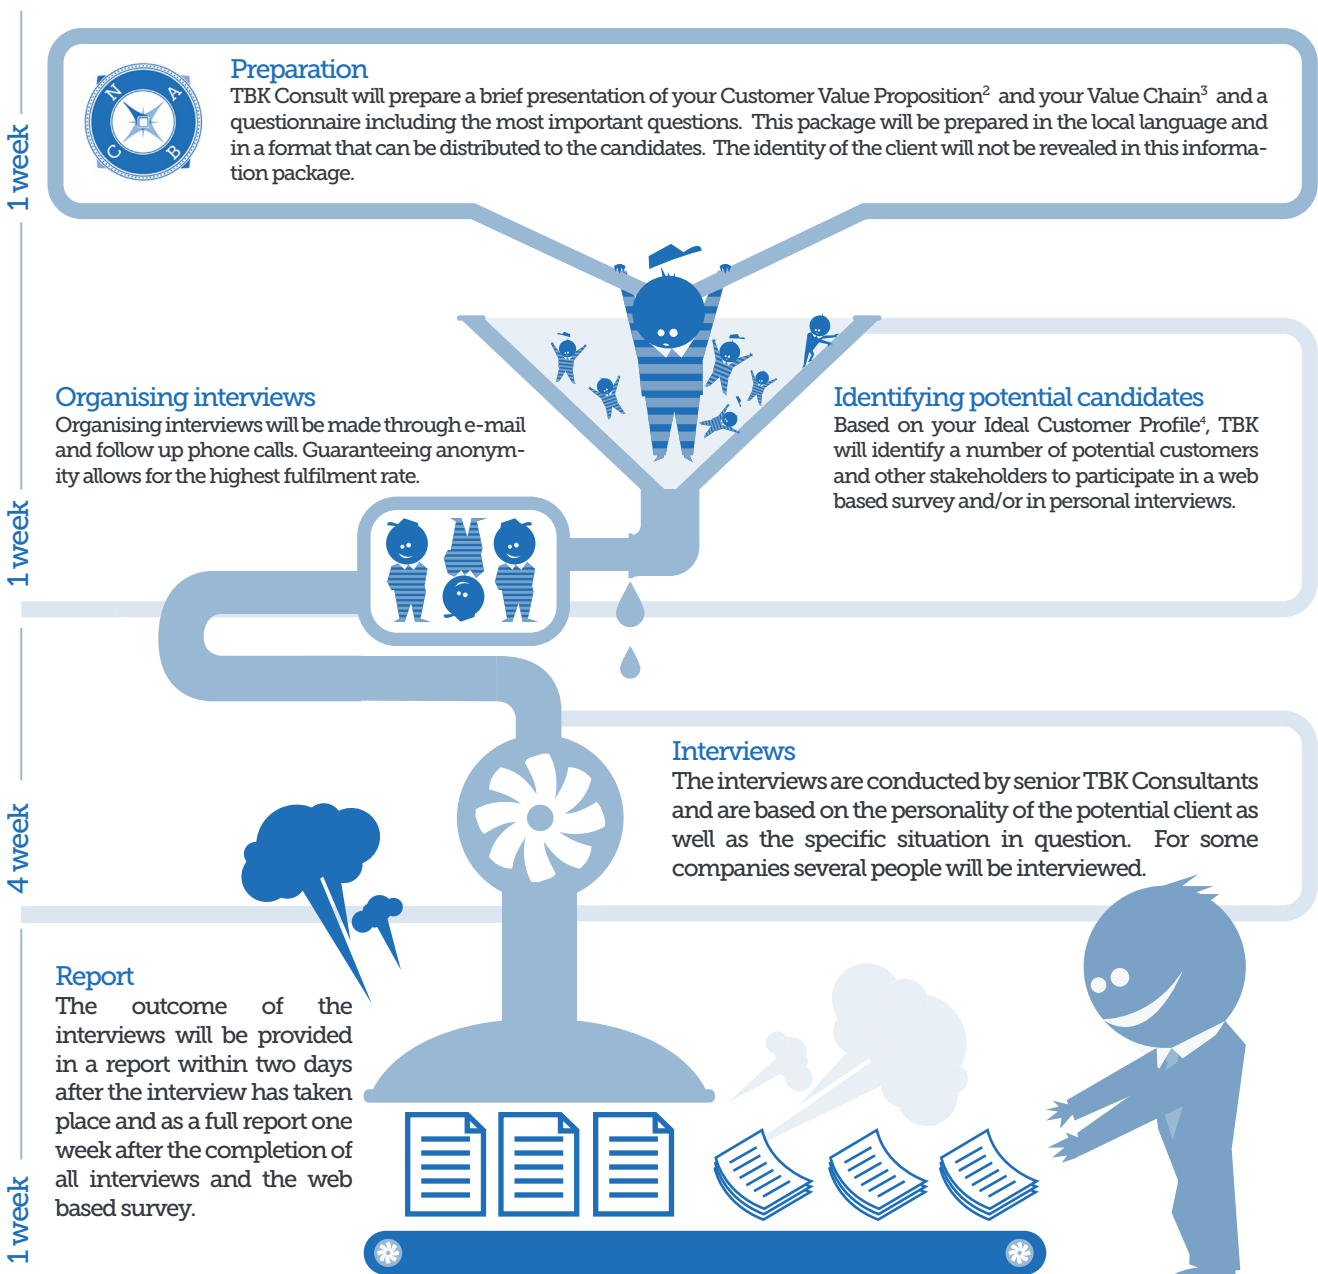 1 week
Preparation
TBK Consult will prepare a brief presentation of your Customer Value Proposition² and your Value Chain³ and a
questionnaire including the most important questions. This package will be prepared in the local language and
in a format that can be distributed to the candidates. The identity of the client will not be revealed in this informa-
tion package.
N
A
B
C
1 week
Organising interviews
Organising interviews will be made through e-mail
and follow up phone calls. Guaranteeing anonym-
ity allows for the highest fulfilment rate.
Identifying potential candidates
Based on your Ideal Customer Profile⁴, TBK
will identify a number of potential customers
and other stakeholders to participate in a web
based survey and/or in personal interviews.
4 week
Interviews
The interviews are conducted by senior TBK Consultants
and are based on the personality of the potential client as
well as the specific situation in question. For some
companies several people will be interviewed.
1 week
Report
The outcome of the
interviews will be provided
in a report within two days
after the interview has taken
place and as a full report one
week after the completion of
all interviews and the web
based survey.